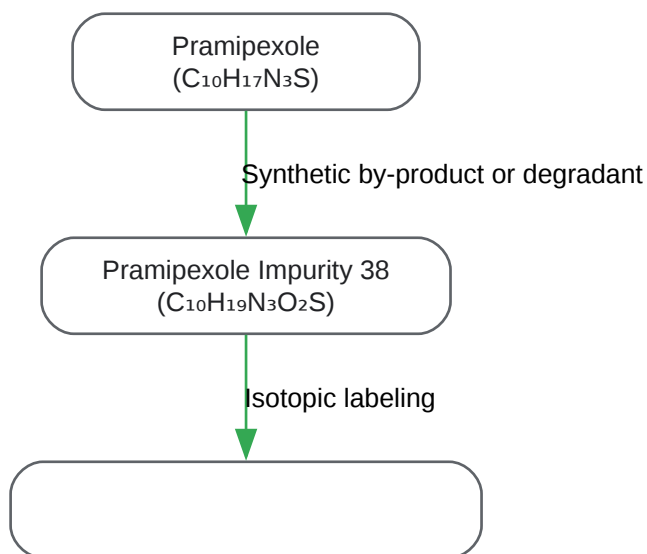 Pramipexole
(C₁₀H₁₇N₃S)
Synthetic by-product or degradant
Pramipexole Impurity 38
(C₁₀H₁₉N₃O₂S)
Isotopic labeling